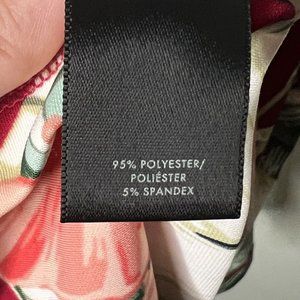 95% POLYESTER/
POLIÉSTER
5% SPANDEX